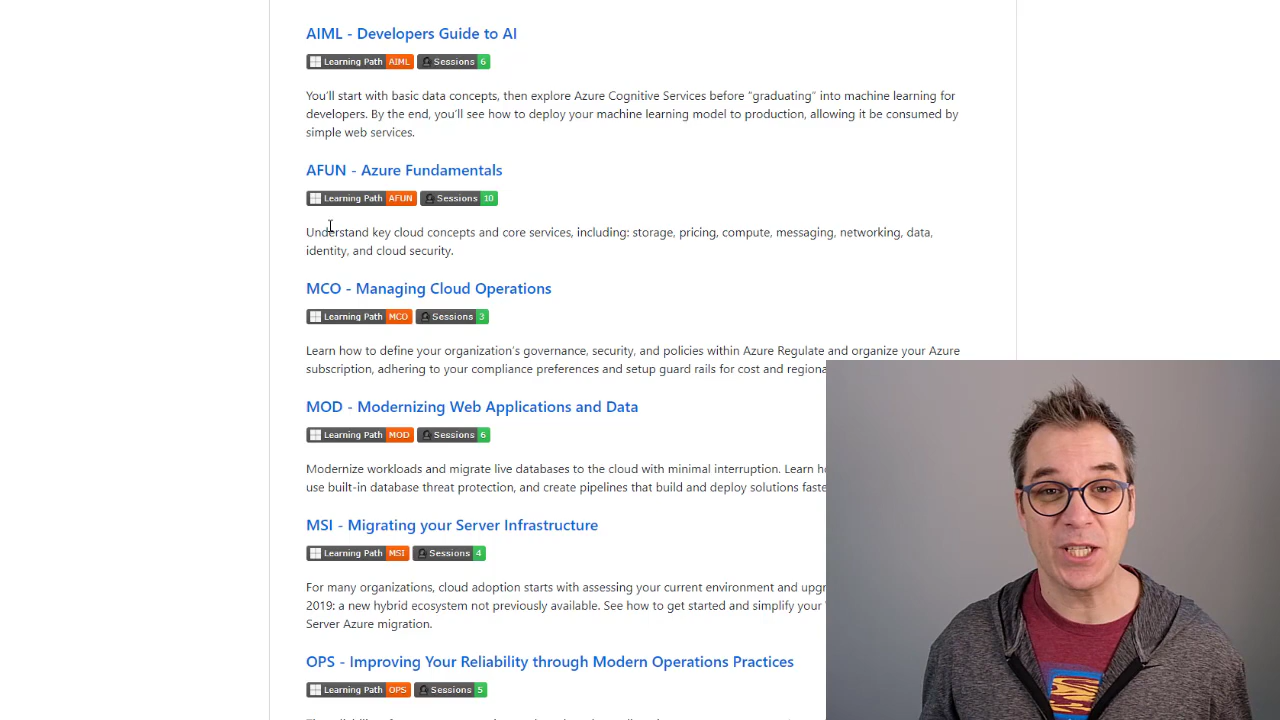 AIML - Developers Guide to AI
Learning Path AIML Sessions 6
You'll start with basic data concepts, then explore Azure Cognitive Services before “graduating” into machine learning for
developers. By the end, you'll see how to deploy your machine learning model to production, allowing it be consumed by
simple web services.
AFUN - Azure Fundamentals
Learning Path AFUN Sessions 10
Understand key cloud concepts and core services, including: storage, pricing, compute, messaging, networking, data,
identity, and cloud security.
MCO - Managing Cloud Operations
Learning Path MCO Sessions 3
Learn how to define your organization's governance, security, and policies within Azure Regulate and organize your Azure
subscription, adhering to your compliance preferences and setup guard rails for cost and regiona
MOD - Modernizing Web Applications and Data
Learning Path MOD Sessions 6
Modernize workloads and migrate live databases to the cloud with minimal interruption. Learn h
use built-in database threat protection, and create pipelines that build and deploy solutions faste
MSI - Migrating your Server Infrastructure
Learning Path MSI Sessions 4
For many organizations, cloud adoption starts with assessing your current environment and upgr
2019: a new hybrid ecosystem not previously available. See how to get started and simplify your
Server Azure migration.
OPS - Improving Your Reliability through Modern Operations Practices
Learning Path OPS Sessions 5